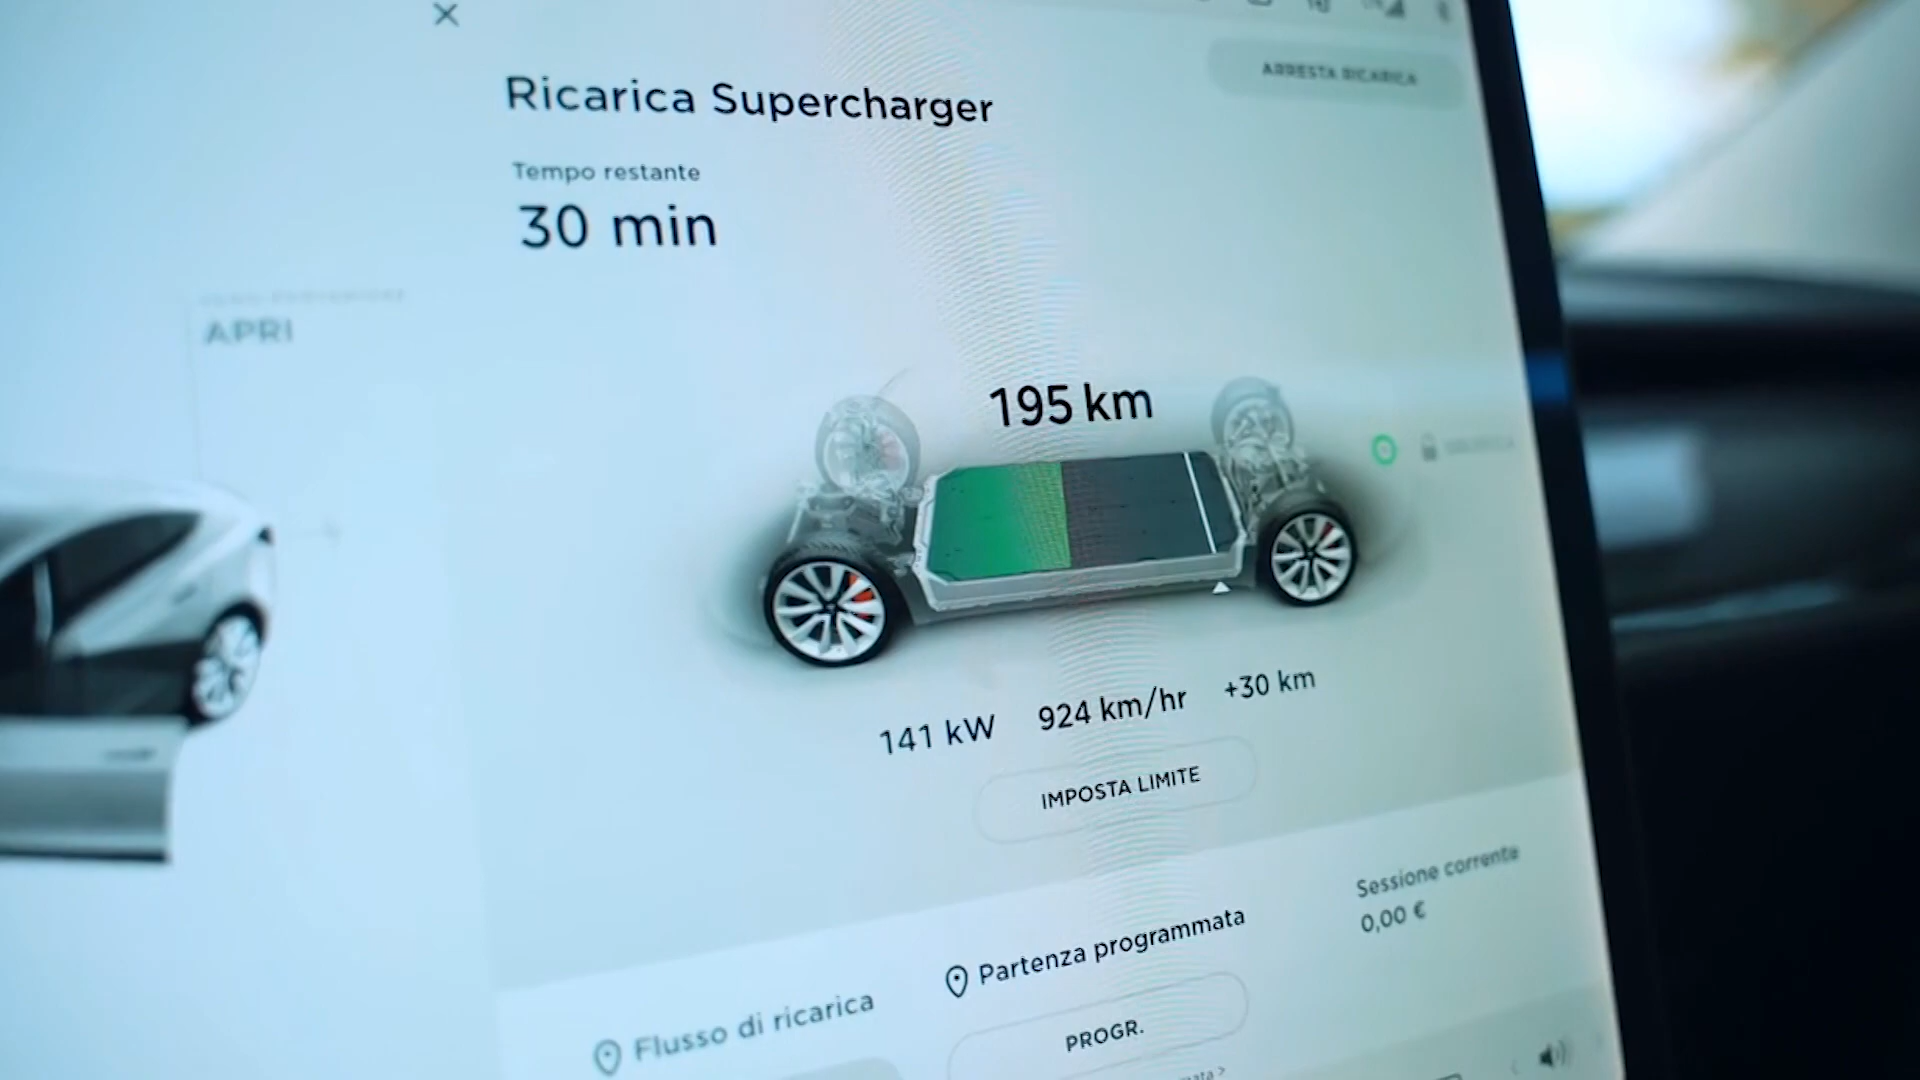 Ricarica Supercharger
ARRESTA RICARICA
Tempo restante
30 min
APRI
195 km
141 kW 924 km/hr +30 km
IMPOSTA LIMITE
Sessione corrente
0,00 €
Partenza programmata
Flusso di ricarica
PROGR.